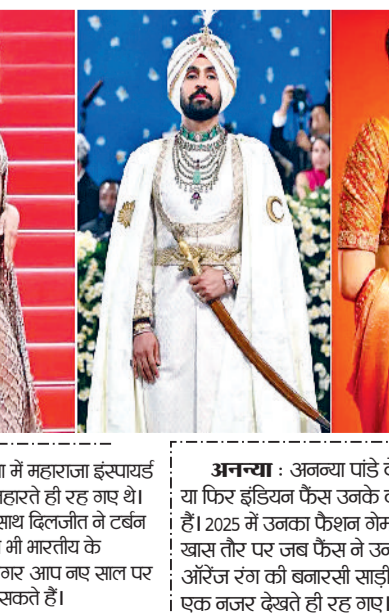 में महाराजा इंस्पायर्ड
निहारते ही रह गए थे।
साथ दिलजीत ने टर्बन
भी भारतीय के
गर आप नए साल पर
सकते हैं।
अनन्या : अनन्या पांडे
या फिर इंडियन फैंस उनके
हैं। 2025 में उनका फैशन गेम
खास तौर पर जब फैंस ने
ऑरेंज रंग की बनारसी साड़ी
एक नजर देखते ही रह गए।